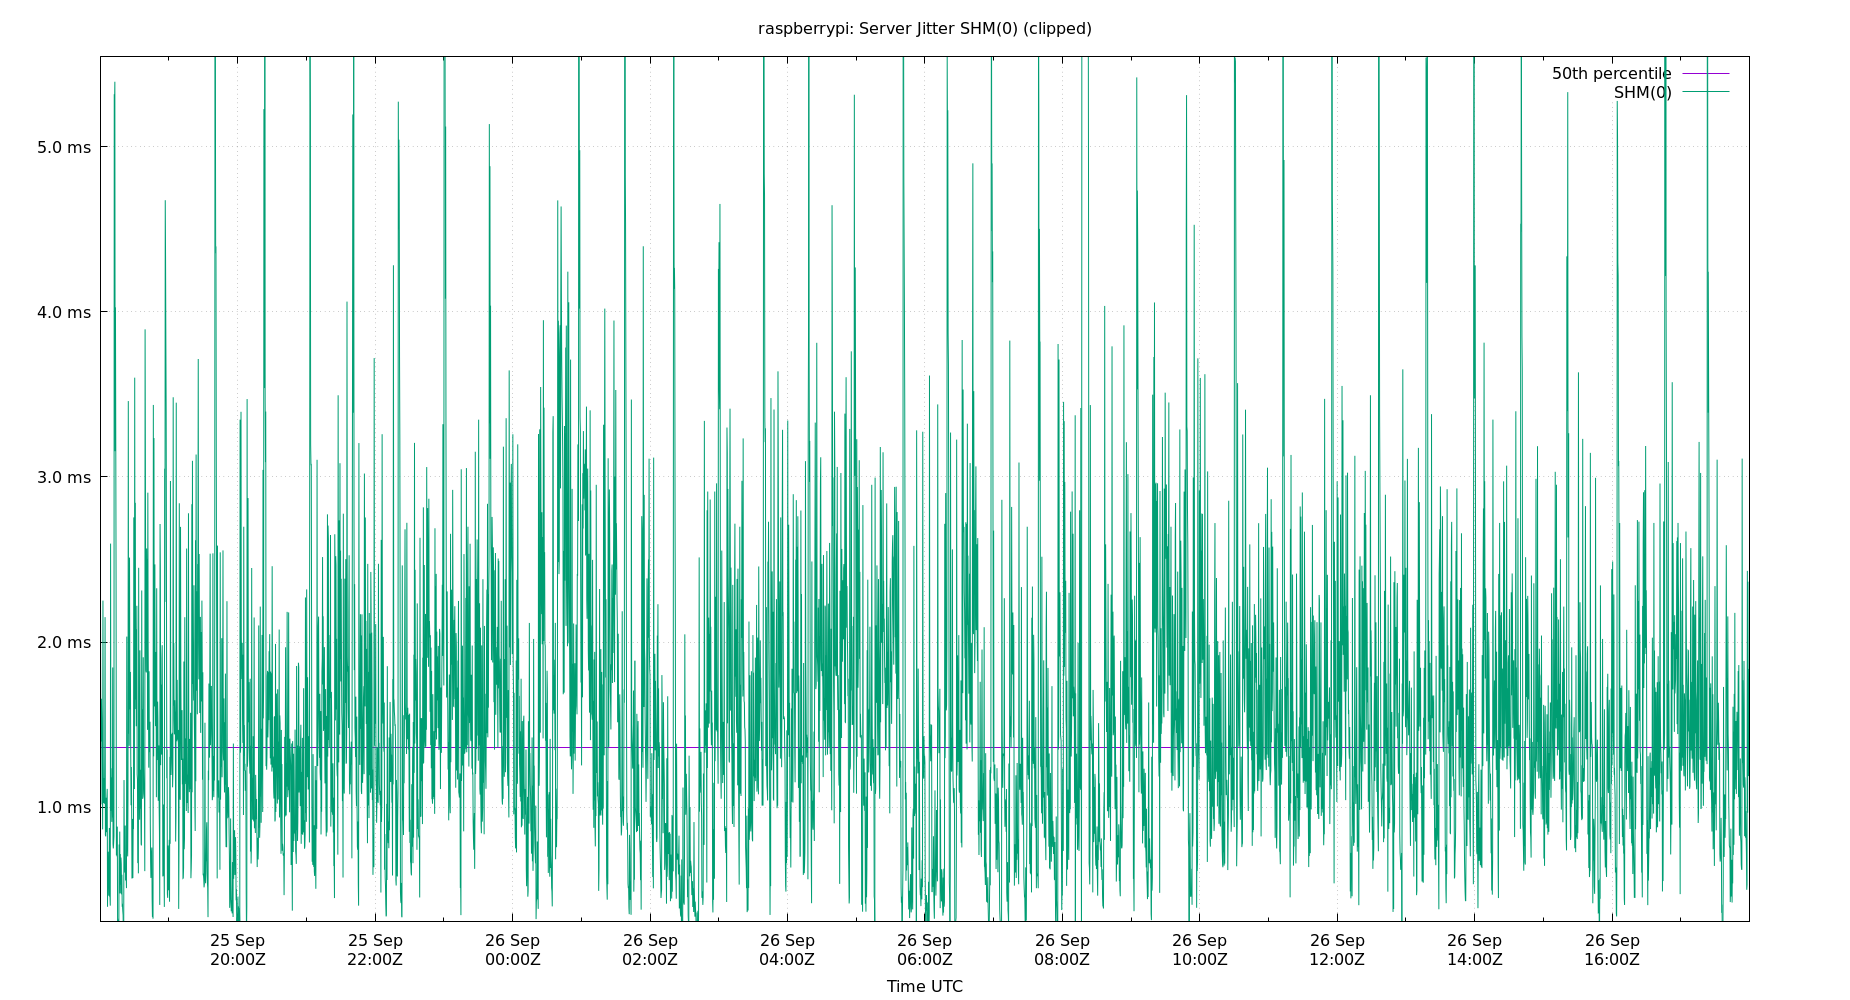 raspberrypi: Server Jitter SHM(0) (clipped)
50th percentile
SHM(0)
5.0 ms
4.0 ms
3.0 ms
2.0 ms
1.0 ms
25 Sep 25 Sep 26 Sep 26 Sep 26 Sep 26 Sep 26 Sep 26 Sep 26 Sep 26 Sep 26 Sep
20:00Z 22:00Z 00:00Z 02:00Z 04:00Z 06:00Z 08:00Z 10:00Z 12:00Z 14:00Z 16:00Z
Time UTC